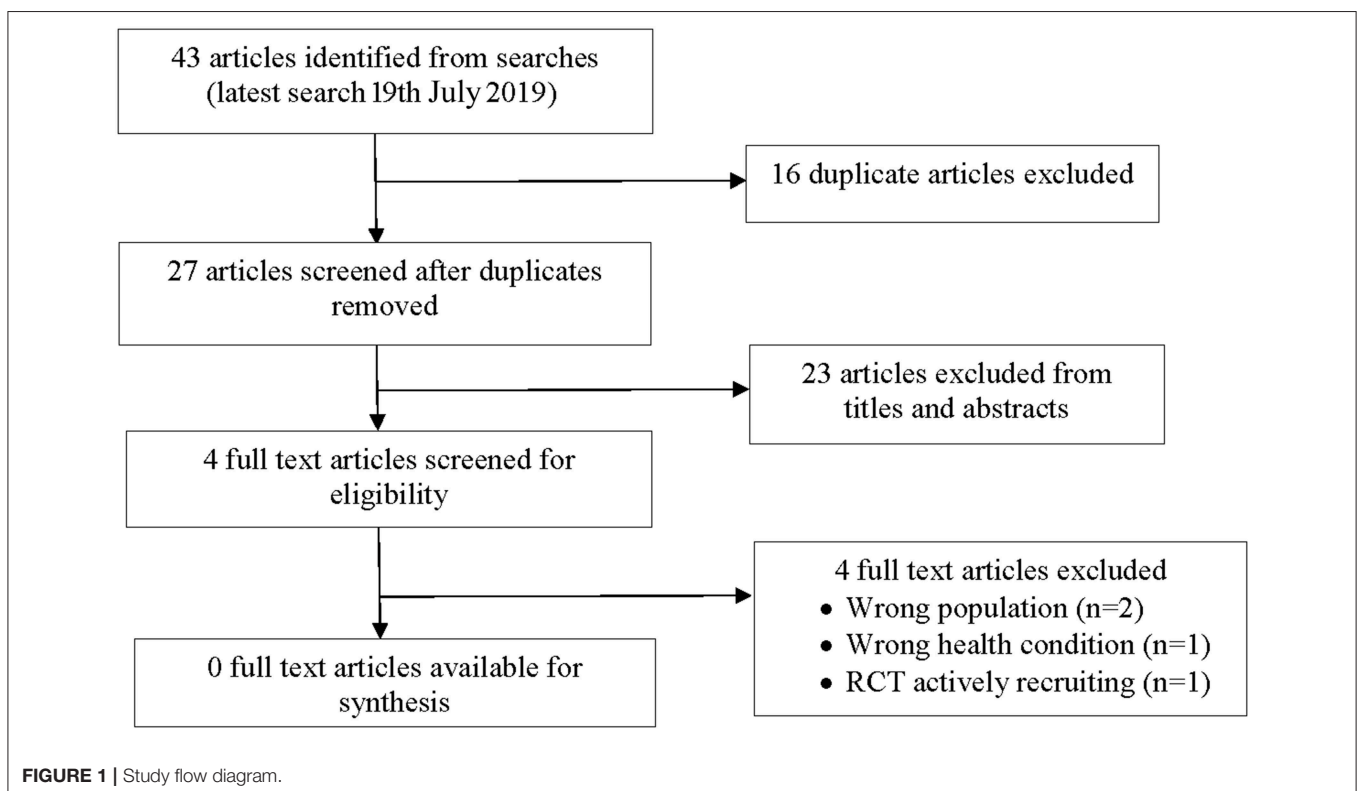 43 articles identified from searches
(latest search 19th July 2019)
16 duplicate articles excluded
27 articles screened after duplicates
removed
23 articles excluded from
titles and abstracts
4 full text articles screened for
eligibility
4 full text articles excluded
• Wrong population (n=2)
• Wrong health condition (n=1)
• RCT actively recruiting (n=1)
0 full text articles available for
synthesis
FIGURE 1 | Study flow diagram.